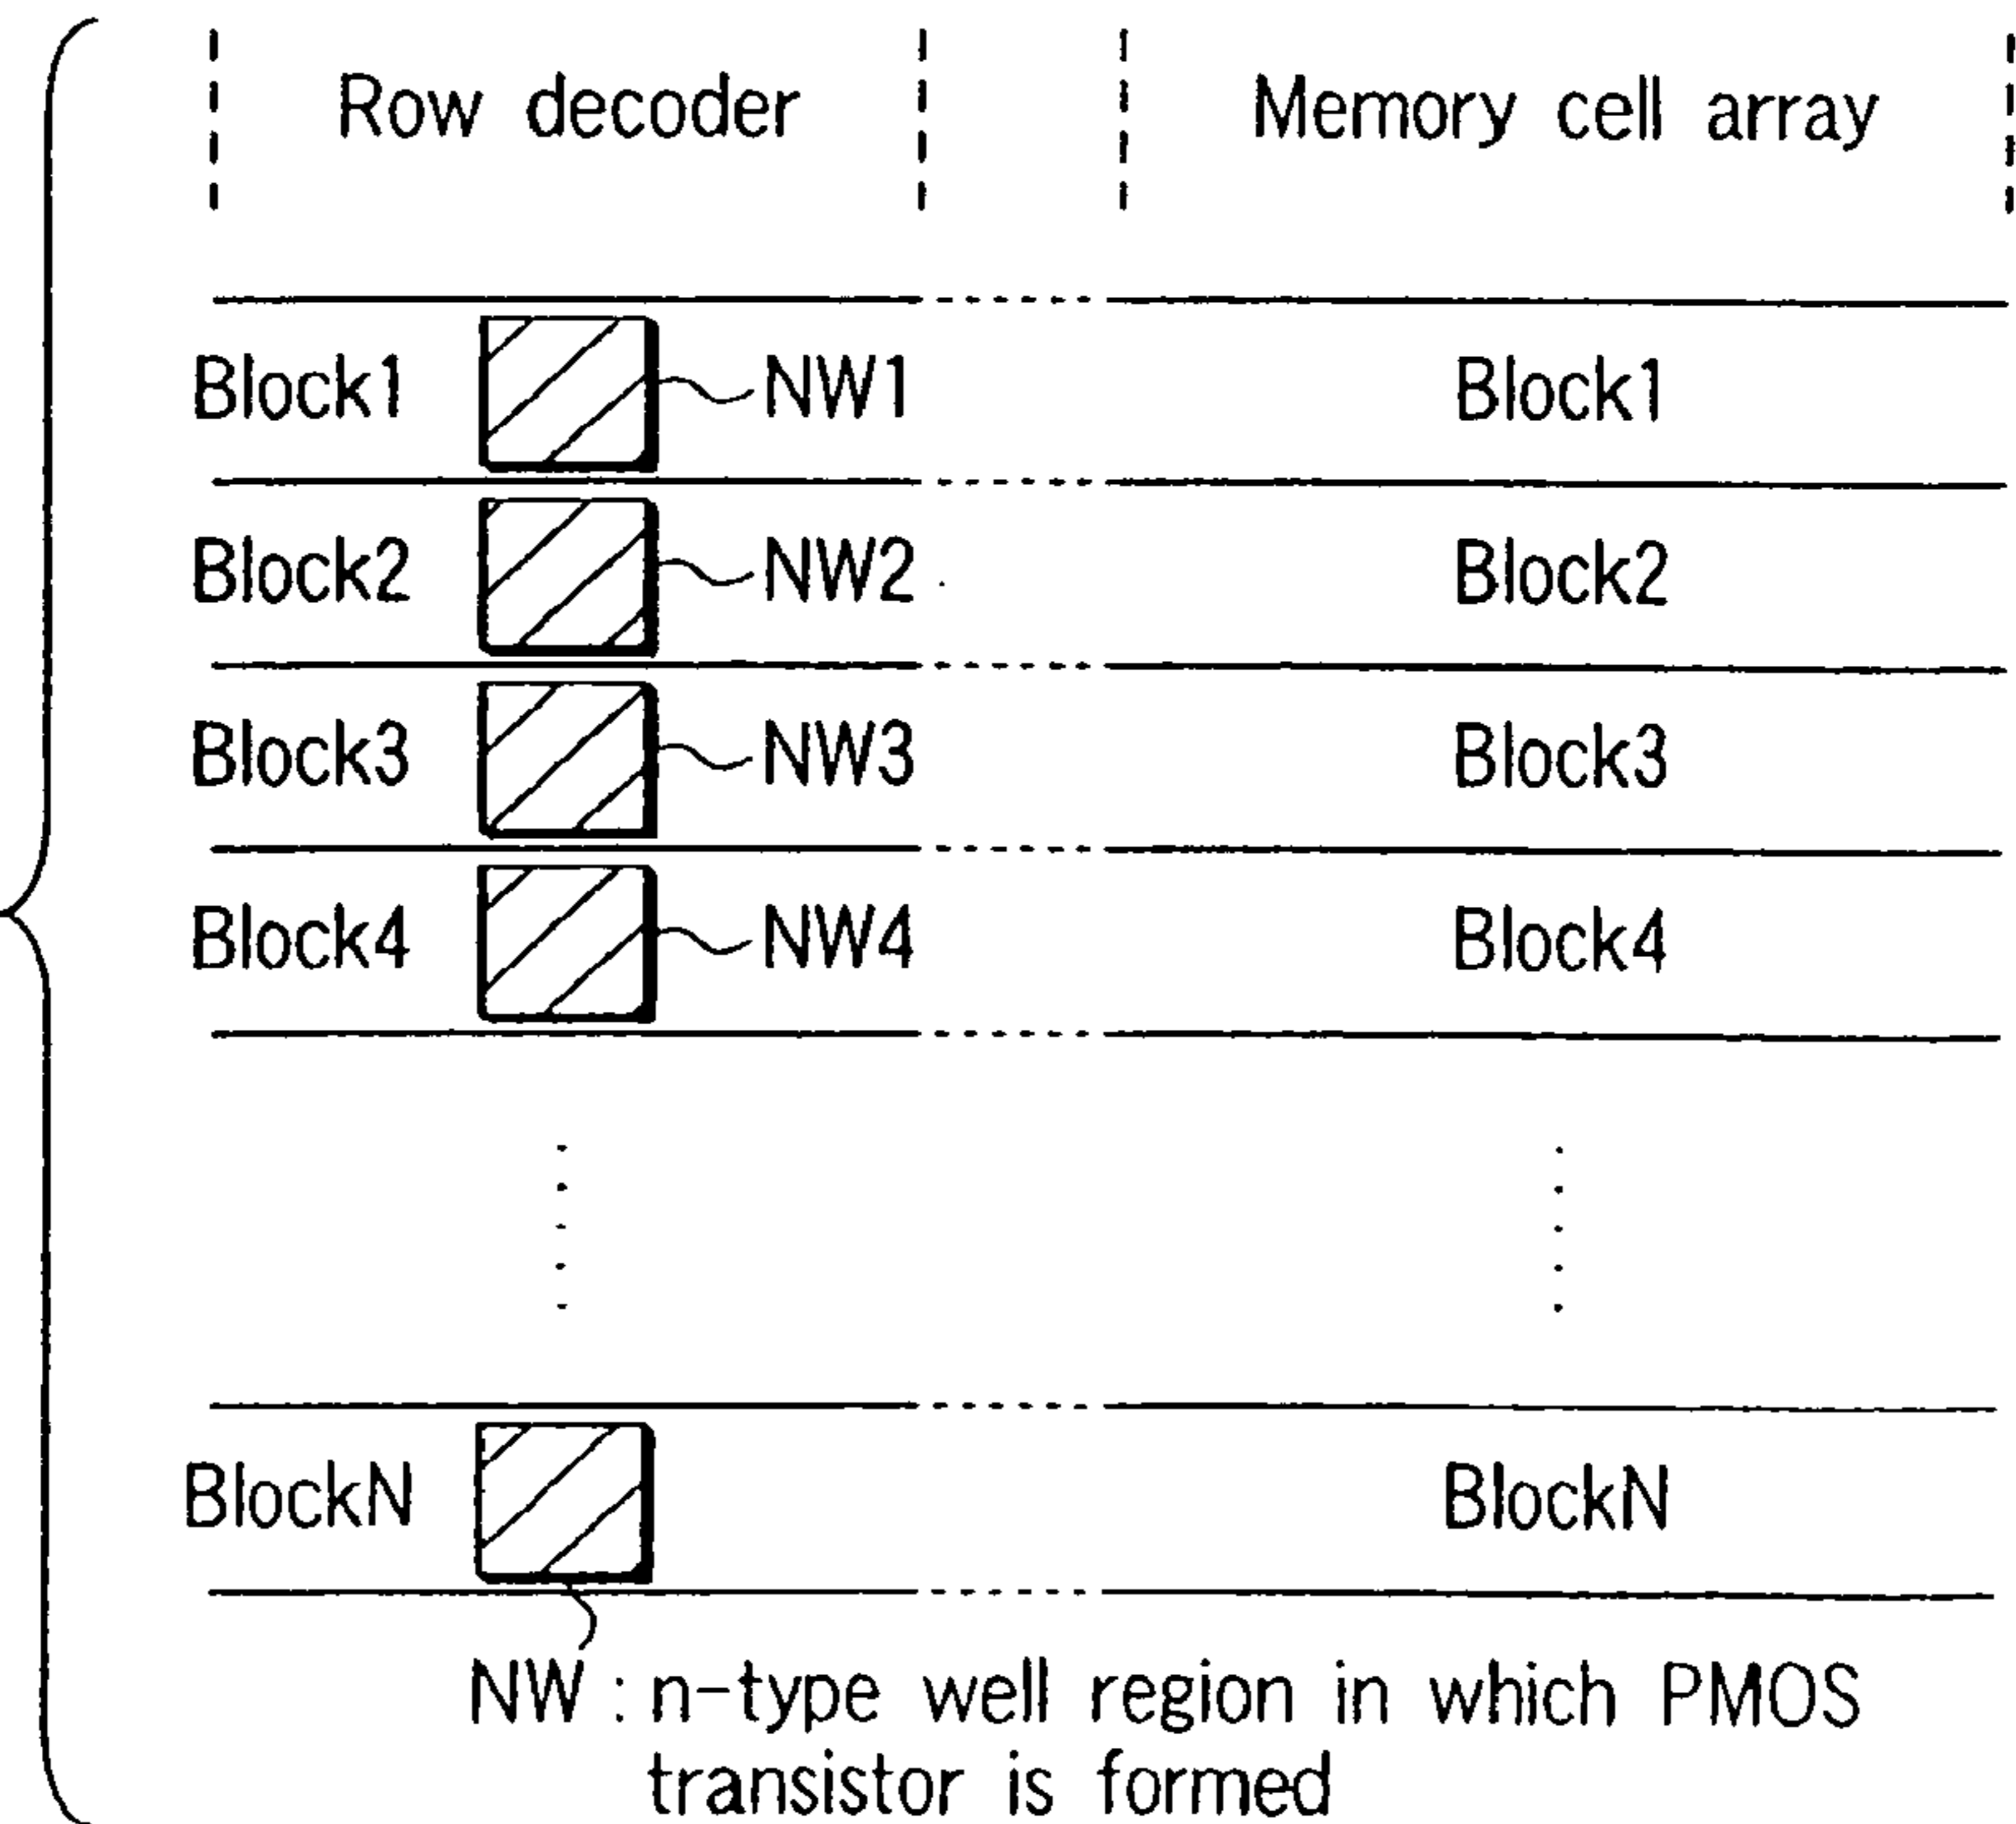 Row decoder Memory cell array
Block1 NW1 Block1
Block2 NW2 Block2
Block3 NW3 Block3
Block4 NW4 Block4
BlockN BlockN
NW : n-type well region in which PMOS
transistor is formed